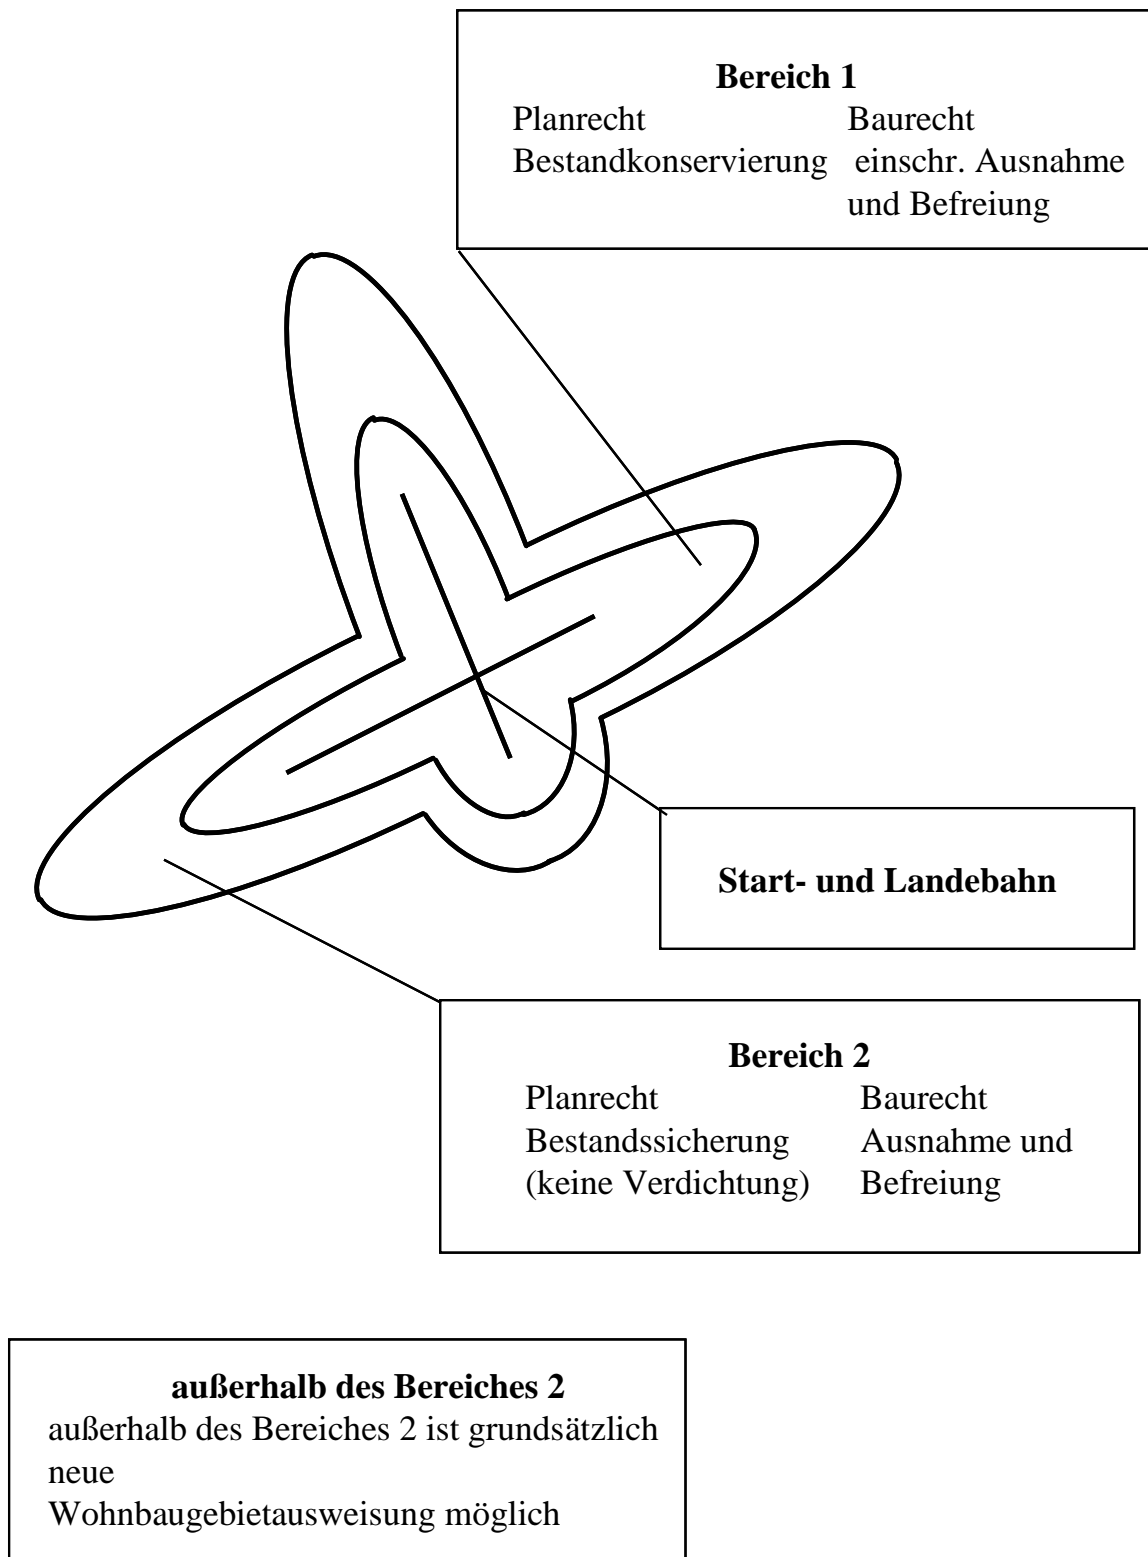 Bereich 1
Planrecht Baurecht
Bestandkonservierung einschr. Ausnahme
und Befreiung
Start- und Landebahn
Bereich 2
Planrecht Baurecht
Bestandssicherung Ausnahme und
(keine Verdichtung) Befreiung
außerhalb des Bereiches 2
außerhalb des Bereiches 2 ist grundsätzlich
neue
Wohnbaugebietausweisung möglich